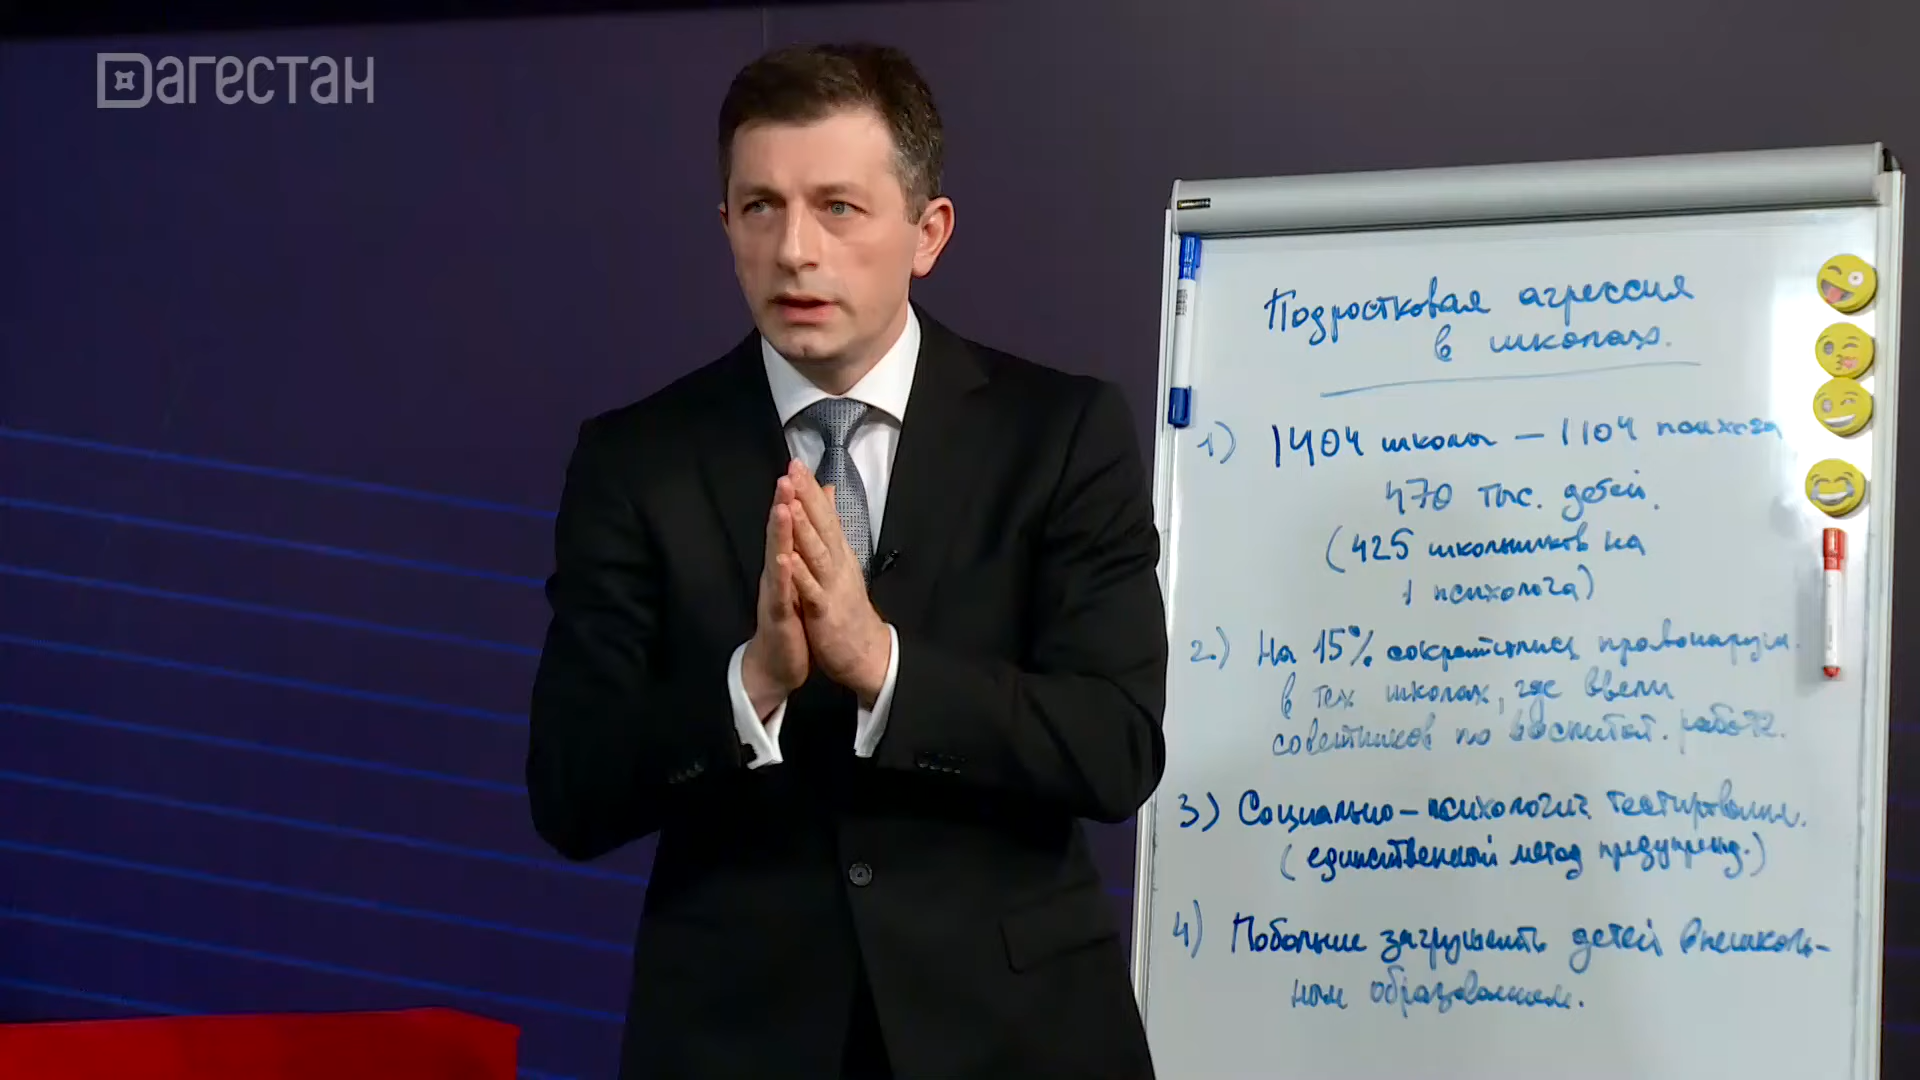 Дагестан
Подростковая агрессия
в школах.
1) 1404 школы – 1104 психога
470 тыс. детей.
(425 школьников на
1 психолога)
2.) На 15% сократились правонаруш.
в тех школах, где ввели
советников по воспитат. работе.
3) Социально-психологич. тестирован.
(единственный метод предупрежд.)
4) Побольше загружать детей внешколь-
ным образованием.